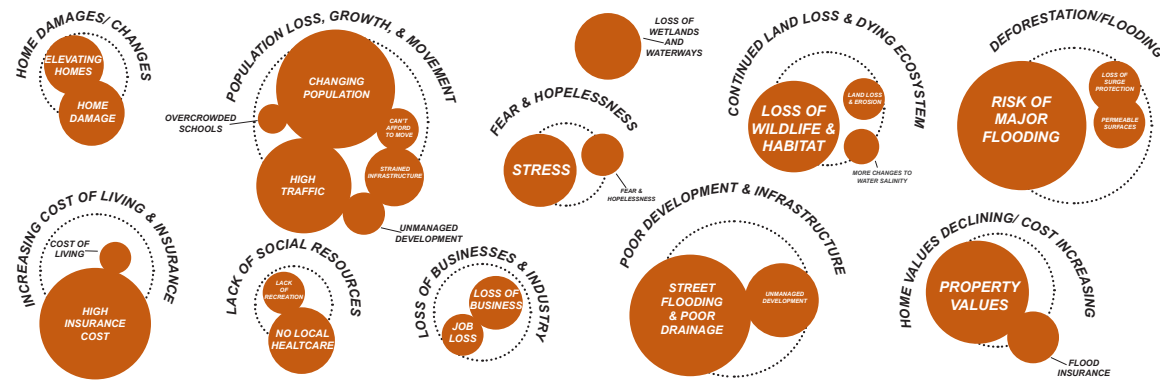 HOME DAMAGES/ CHANGES
ELEVATING
HOMES
HOME
DAMAGE
POPULATION LOSS, GROWTH, & MOVEMENT
CHANGING
POPULATION
OVERCROWDED
SCHOOLS
CAN'T
AFFORD
TO MOVE
HIGH
TRAFFIC
STRAINED
INFRASTRUCTURE
UNMANAGED
DEVELOPMENT
LOSS OF
WETLANDS
AND
WATERWAYS
FEAR & HOPELESSNESS
STRESS
FEAR &
HOPELESSNESS
CONTINUED LAND LOSS & DYING ECOSYSTEM
LOSS OF
WILDLIFE &
HABITAT
LAND LOSS
& EROSION
MORE CHANGES TO
WATER SALINITY
DEFORESTATION/FLOODING
RISK OF
MAJOR
FLOODING
LOSS OF
SURGE
PROTECTION
PERMEABLE
SURFACES
INCREASING COST OF LIVING & INSURANCE
COST OF
LIVING
HIGH
INSURANCE
COST
LACK OF SOCIAL RESOURCES
LACK
OF
RECREATION
NO LOCAL
HEALTCARE
LOSS OF BUSINESSES & INDUSTRY
LOSS OF
BUSINESS
JOB
LOSS
POOR DEVELOPMENT & INFRASTRUCTURE
STREET
FLOODING
& POOR
DRAINAGE
UNMANAGED
DEVELOPMENT
HOME VALUES DECLINING/ COST INCREASING
PROPERTY
VALUES
FLOOD
INSURANCE